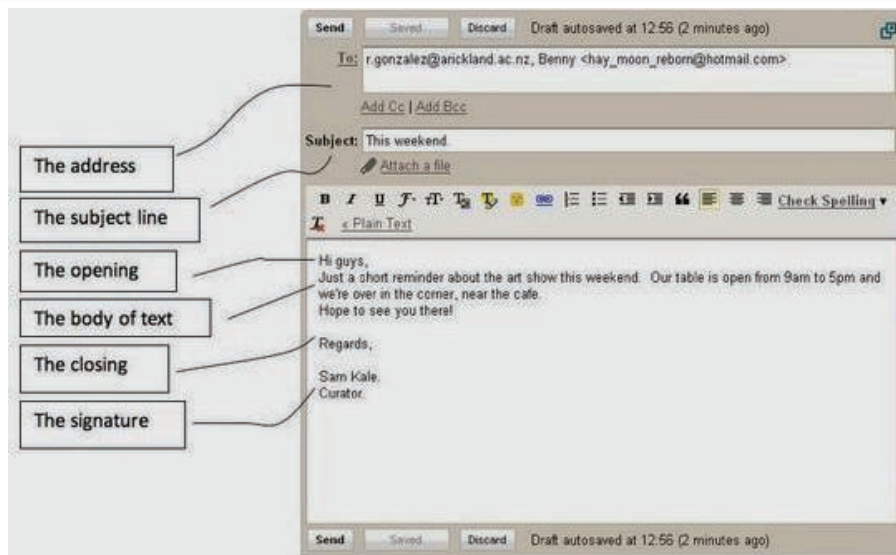 Send Saved Discard Draft autosaved at 12:56 (2 minutes ago)
To: r.gonzalez@arickland.ac.nz, Benny <hay_moon_reborn@hotmail.com>
Add Cc | Add Bcc
Subject: This weekend.
Attach a file
B I U Check Spelling
« Plain Text
The address
The subject line
The opening
The body of text
The closing
The signature
Hi guys,
Just a short reminder about the art show this weekend. Our table is open from 9am to 5pm and
we're over in the corner, near the cafe.
Hope to see you there!
Regards,
Sam Kale.
Curator.
Send Saved Discard Draft autosaved at 12:56 (2 minutes ago)